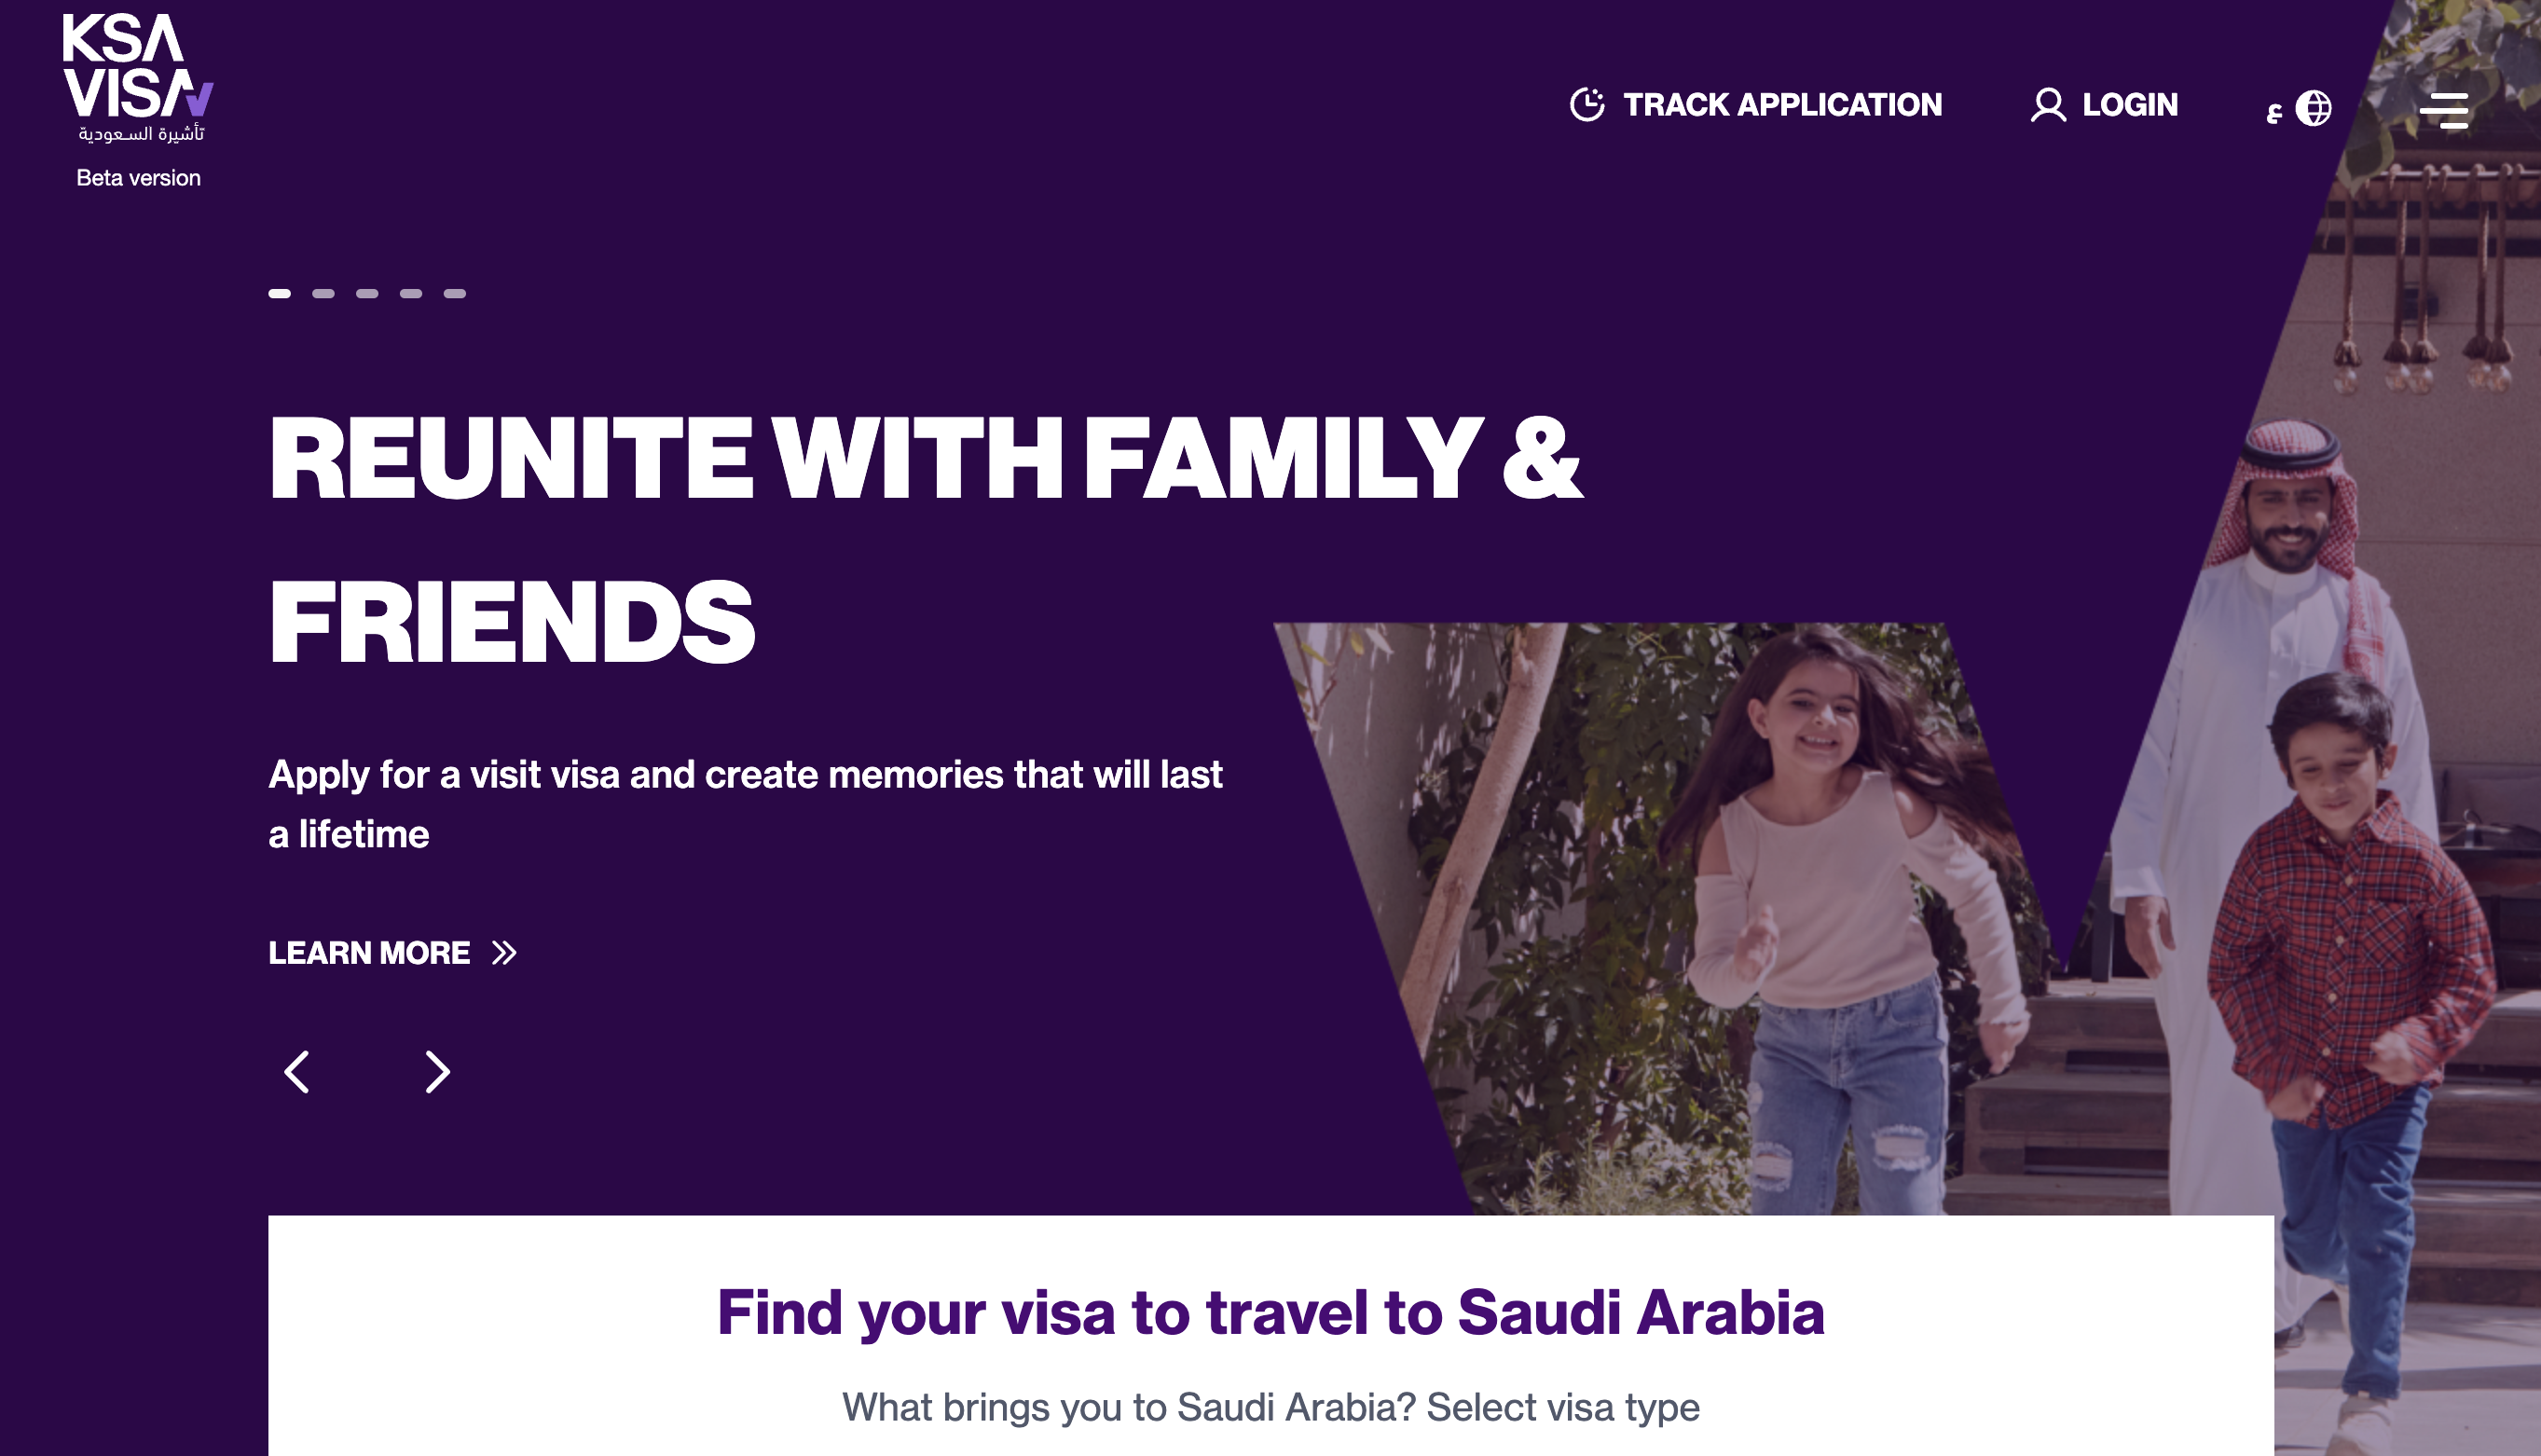 KSA
VISA
تأشيرة السعودية
Beta version
TRACK APPLICATION
LOGIN
ع
REUNITE WITH FAMILY &
FRIENDS
Apply for a visit visa and create memories that will last
a lifetime
LEARN MORE
Find your visa to travel to Saudi Arabia
What brings you to Saudi Arabia? Select visa type